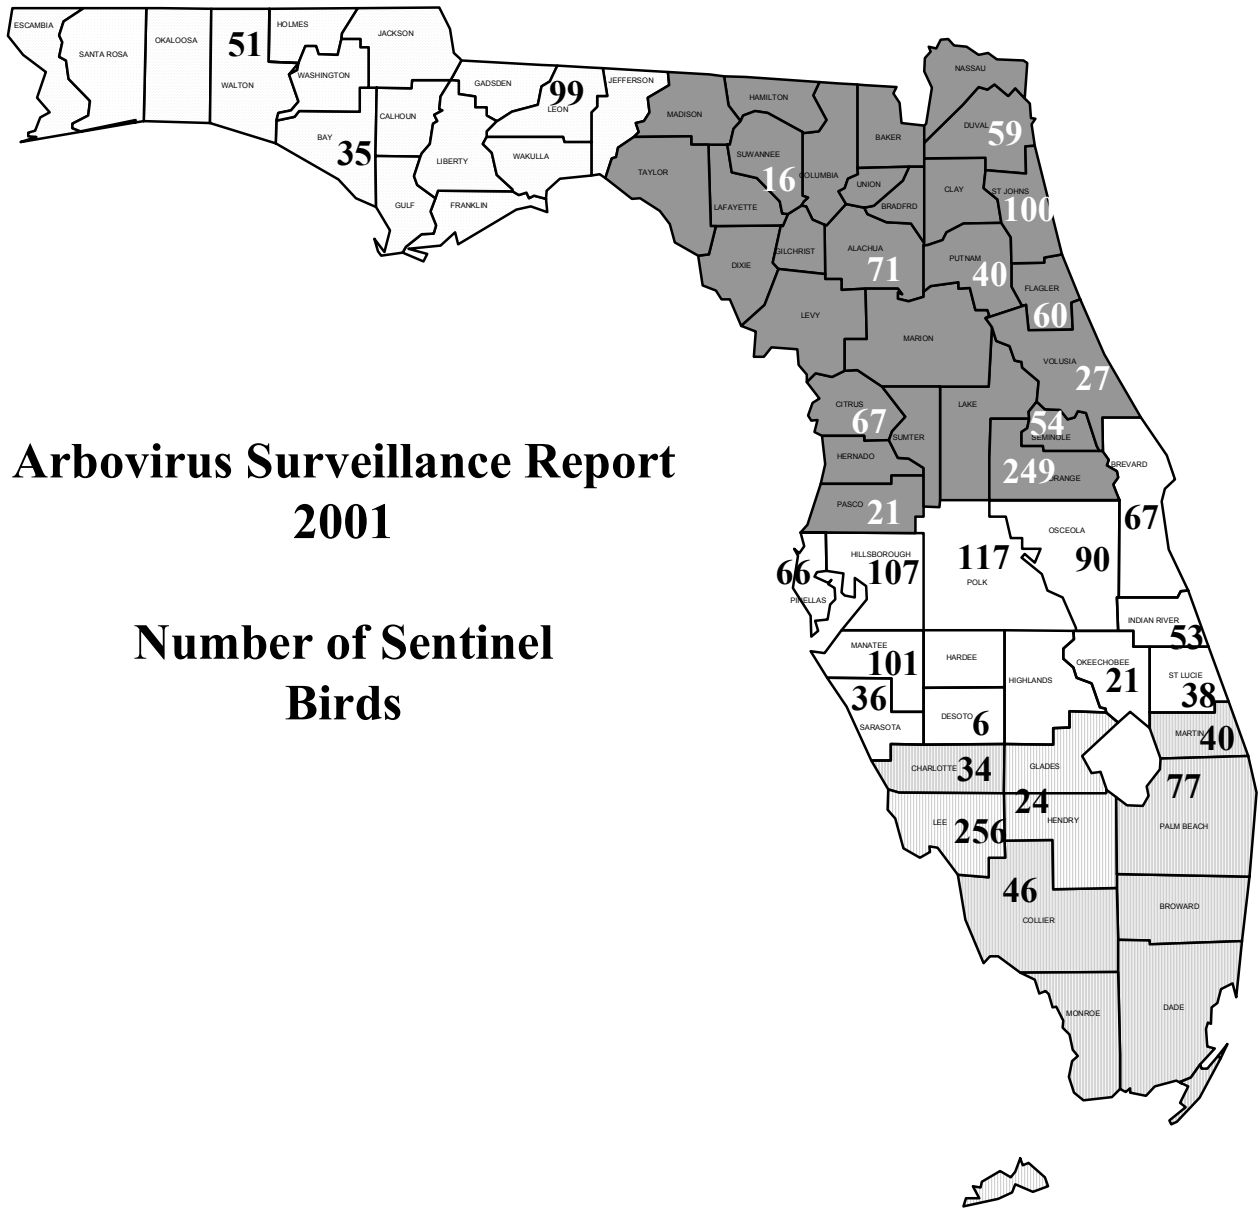 ESCAMBIA
SANTA ROSA
OKALOOSA
51
WALTON
HOLMES
WASHINGTON
JACKSON
BAY
35
CALHOUN
GULF
LIBERTY
FRANKLIN
GADSDEN
99
LEON
WAKULLA
JEFFERSON
MADISON
TAYLOR
HAMILTON
SUWANNEE
16
LAFAYETTE
COLUMBIA
DIXIE
GILCHRIST
BAKER
UNION
BRADFRD
ALACHUA
71
NASSAU
DUVAL
59
CLAY
ST JOHNS
100
PUTNAM
40
FLAGLER
60
LEVY
MARION
VOLUSIA
27
CITRUS
67
SUMTER
LAKE
54
SEMINOLE
HERNADO
249
ORANGE
PASCO
21
BREVARD
67
Arbovirus Surveillance Report
2001
Number of Sentinel
Birds
66
PINELLAS
HILLSBOROUGH
107
117
POLK
OSCEOLA
90
INDIAN RIVER
53
MANATEE
101
HARDEE
HIGHLANDS
OKEECHOBEE
21
ST LUCIE
38
36
SARASOTA
DESOTO
6
MARTIN
40
CHARLOTTE
34
GLADES
24
HENDRY
77
PALM BEACH
LEE
256
46
COLLIER
BROWARD
MONROE
DADE